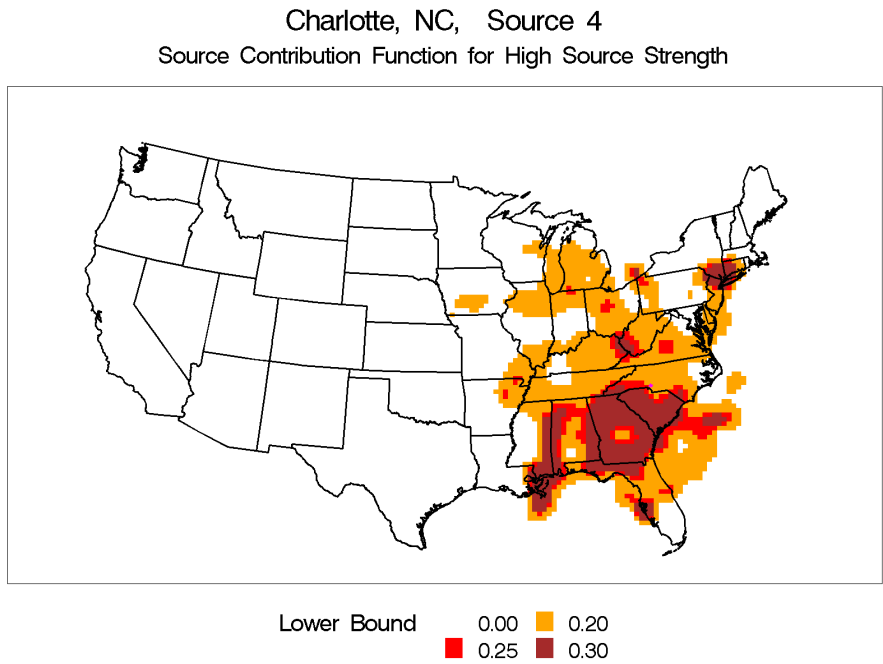 Charlotte, NC, Source 4
Source Contribution Function for High Source Strength
Lower Bound 0.00 0.20
0.25 0.30